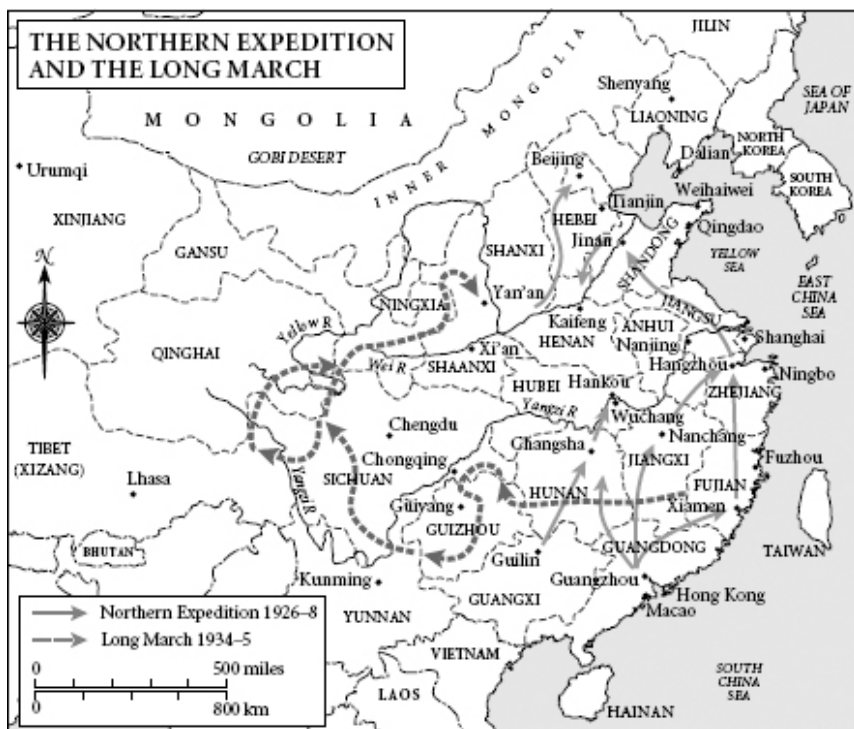 THE NORTHERN EXPEDITION
AND THE LONG MARCH
JILIN
MONGOLIA
GOBI DESERT
INNER MONGOLIA
Shenyang
LIAONING
SEA OF
JAPAN
NORTH
KOREA
SOUTH
KOREA
Urumqi
XINJIANG
GANSU
Beijing
Dalian
Tianjin
Weihaiwei
HEBEI
Jinan
Qingdao
SHANXI
SHANDONG
YELLOW
SEA
N
NINGXIA
Yan'an
EAST
CHINA
SEA
JIANGSU
Yellow R
Kaifeng
HENAN
ANHUI
Nanjing
Shanghai
QINGHAI
Wei R
Xi'an
SHAANXI
Hangzhou
Ningbo
HUBEI
Hankou
ZHEJIANG
Yangzi R
Wuchang
Chengdu
Changsha
Nanchang
TIBET
(XIZANG)
Chongqing
JIANGXI
Fuzhou
Lhasa
Yangzi R
SICHUAN
HUNAN
FUJIAN
Guiyang
Xiamen
GUIZHOU
BHUTAN
Guilin
GUANGDONG
TAIWAN
Kunming
Guangzhou
GUANGXI
Hong Kong
Macao
YUNNAN
Northern Expedition 1926–8
Long March 1934–5
0 500 miles
0 800 km
VIETNAM
LAOS
HAINAN
SOUTH
CHINA
SEA